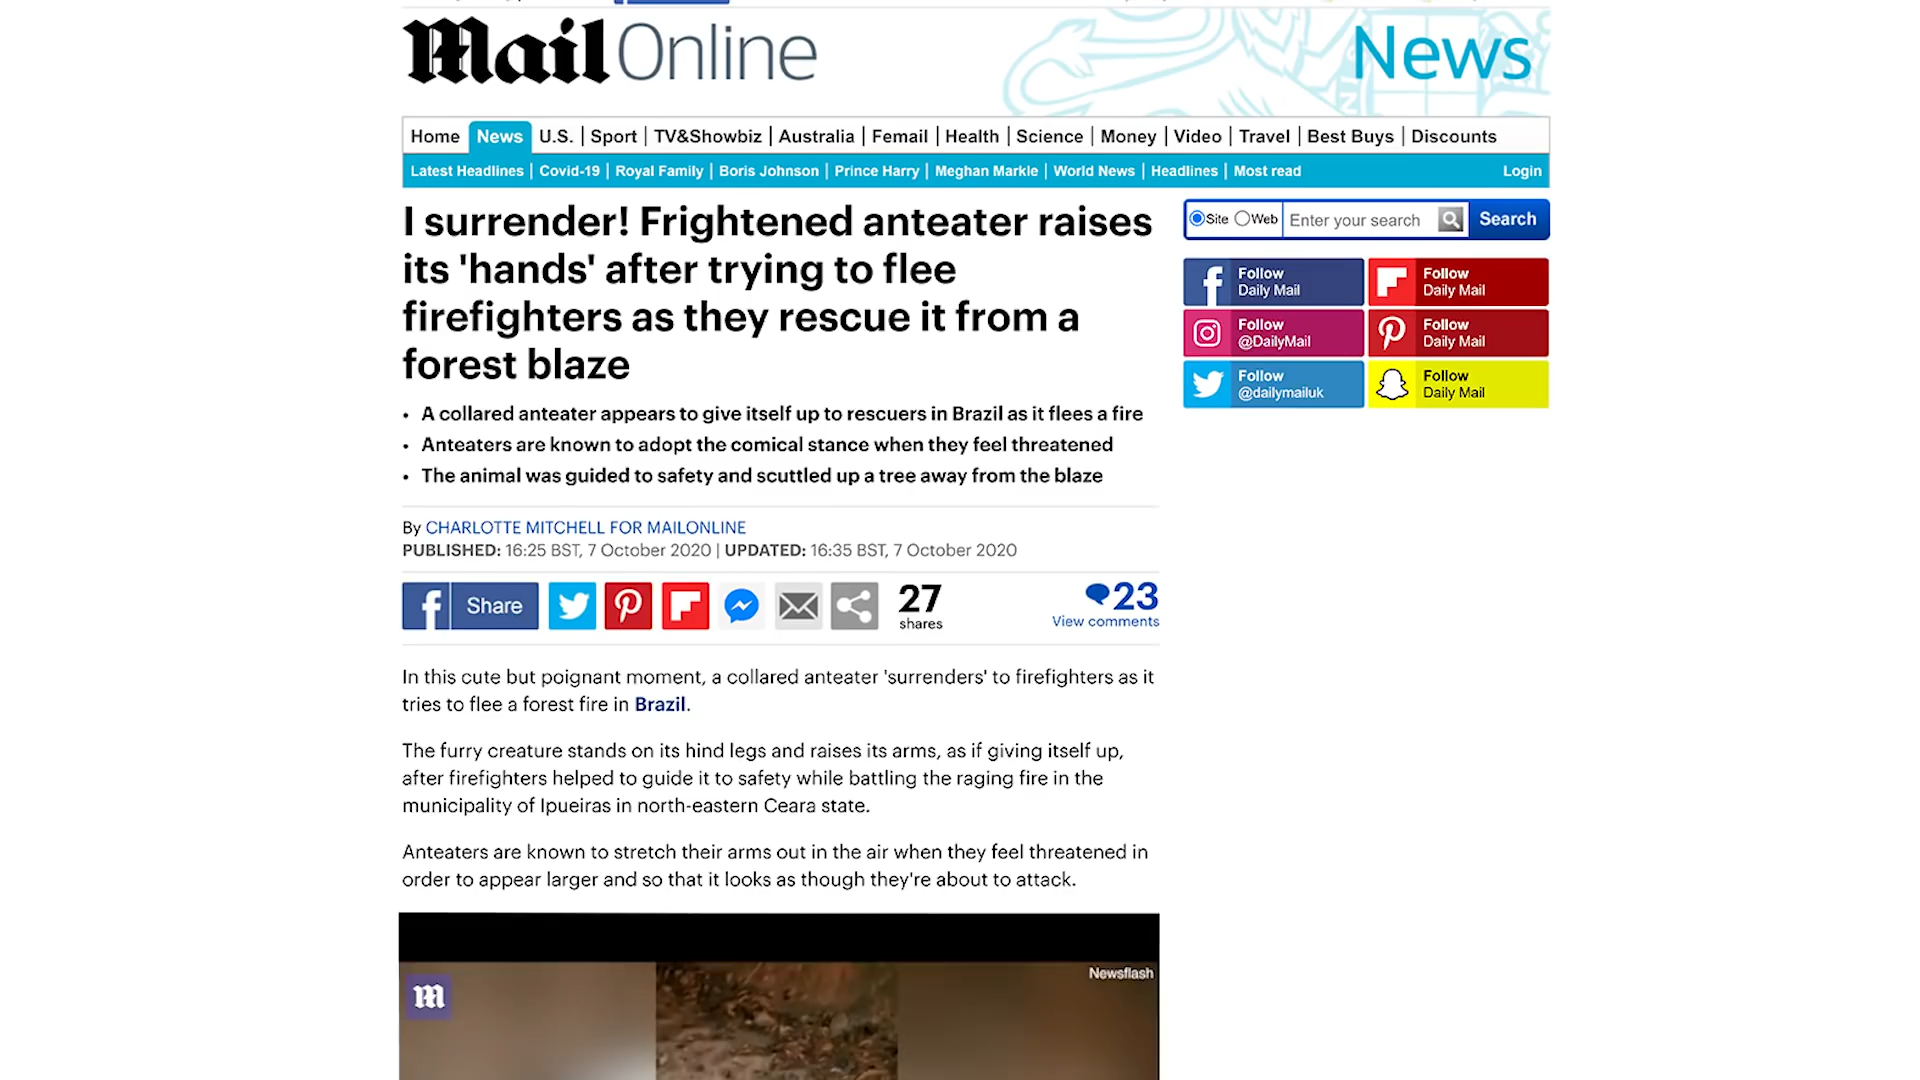 Mail Online
News
Home News U.S. Sport TV&Showbiz Australia Femail Health Science Money Video Travel Best Buys Discounts
Latest Headlines Covid-19 Royal Family Boris Johnson Prince Harry Meghan Markle World News Headlines Most read Login
I surrender! Frightened anteater raises
its 'hands' after trying to flee
firefighters as they rescue it from a
forest blaze
• A collared anteater appears to give itself up to rescuers in Brazil as it flees a fire
• Anteaters are known to adopt the comical stance when they feel threatened
• The animal was guided to safety and scuttled up a tree away from the blaze
By CHARLOTTE MITCHELL FOR MAILONLINE
PUBLISHED: 16:25 BST, 7 October 2020 | UPDATED: 16:35 BST, 7 October 2020
Share
27
shares
23
View comments
In this cute but poignant moment, a collared anteater 'surrenders' to firefighters as it
tries to flee a forest fire in Brazil.
The furry creature stands on its hind legs and raises its arms, as if giving itself up,
after firefighters helped to guide it to safety while battling the raging fire in the
municipality of Ipueiras in north-eastern Ceara state.
Anteaters are known to stretch their arms out in the air when they feel threatened in
order to appear larger and so that it looks as though they're about to attack.
Newsflash
Site Web Enter your search Search
Follow
Daily Mail
Follow
Daily Mail
Follow
@DailyMail
Follow
Daily Mail
Follow
@dailymailuk
Follow
Daily Mail